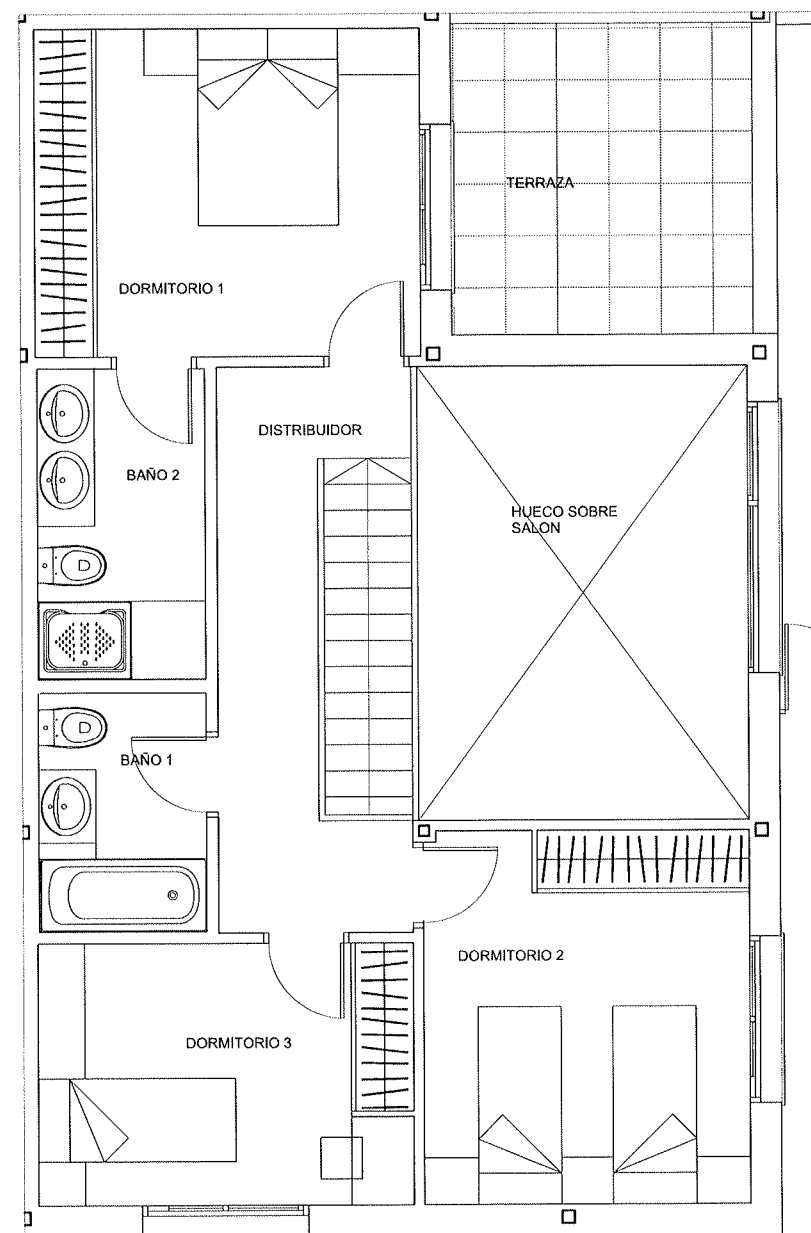 TERRAZA
DORMITORIO 1
DISTRIBUIDOR
BAÑO 2
HUECO SOBRE
SALON
BAÑO 1
DORMITORIO 2
DORMITORIO 3